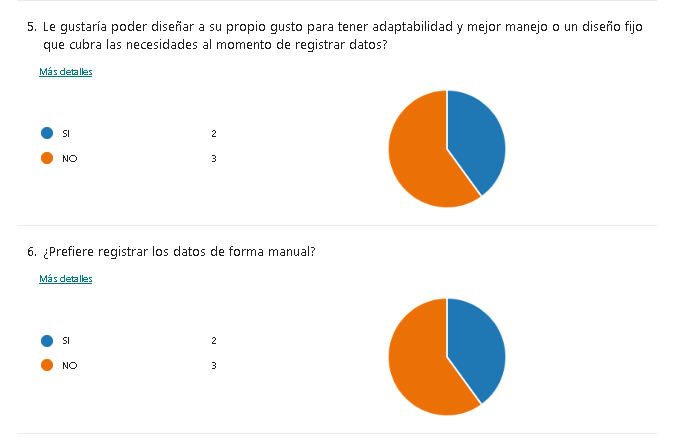 5. Le gustaría poder diseñar a su propio gusto para tener adaptabilidad y mejor manejo o un diseño fijo
que cubra las necesidades al momento de registrar datos?
Más detalles
SI 2
NO 3
6. ¿Prefiere registrar los datos de forma manual?
Más detalles
SI 2
NO 3